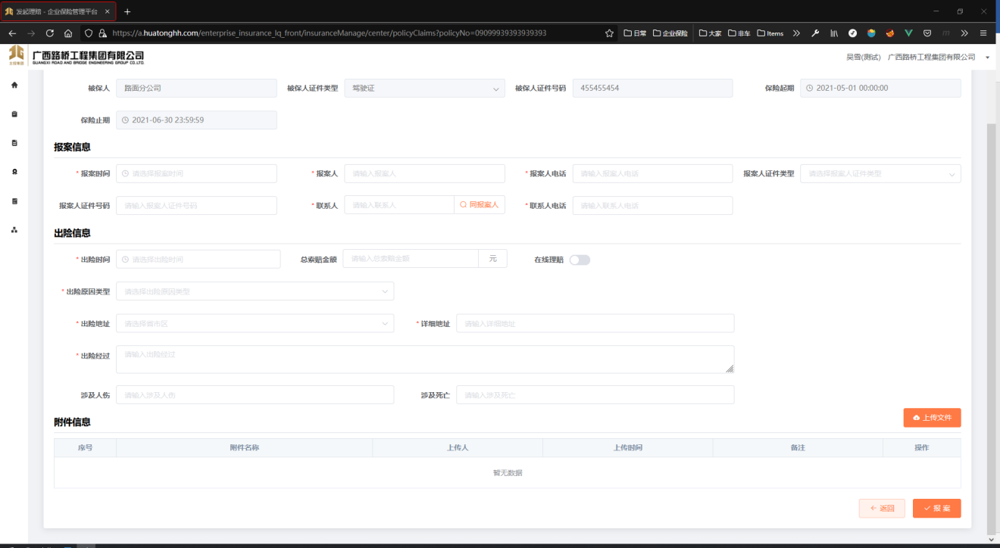 发起理赔 - 企业保险管理平台
https://a.huatonghh.com/enterprise_insurance_lq_front/insuranceManage/center/policyClaims?policyNo=09099939393939393
日常 企业保险 大家 非车 Items
广西路桥工程集团有限公司
GUANGXI ROAD AND BRIDGE ENGINEERING GROUP CO.,LTD.
吴雪(测试) 广西路桥工程集团有限公司
被保人 路面分公司 被保人证件类型 驾驶证 被保人证件号码 455455454 保险起期 2021-05-01 00:00:00
保险止期 2021-06-30 23:59:59
报案信息
* 报案时间 请选择报案时间 * 报案人 请输入报案人 * 报案人电话 请输入报案人电话 报案人证件类型 请选择报案人证件类型
报案人证件号码 请输入报案人证件号码 * 联系人 请输入联系人 同报案人 * 联系人电话 请输入联系人电话
出险信息
* 出险时间 请选择出险时间 总索赔金额 请输入总索赔金额 元 在线理赔
* 出险原因类型 请选择出险原因类型
* 出险地址 请选择省市区 * 详细地址 请输入详细地址
* 出险经过 请输入出险经过
涉及人伤 请输入涉及人伤 涉及死亡 请输入涉及死亡
附件信息 上传文件
序号 附件名称 上传人 上传时间 备注 操作
暂无数据
返回 报 案